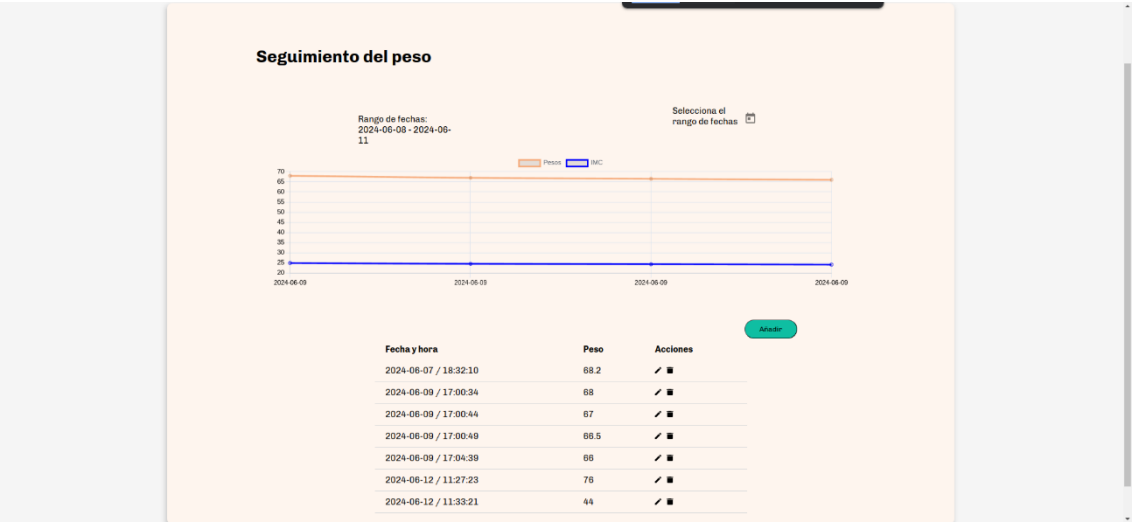 Seguimiento del peso
Rango de fechas:
2024-06-08 - 2024-06-
11
Selecciona el
rango de fechas
Pesos IMC
70
65
60
55
50
45
40
35
30
25
20
2024-06-09 2024-06-09 2024-06-09 2024-06-09
Añadir
Fecha y hora Peso Acciones
2024-06-07 / 18:32:10 68.2
2024-06-09 / 17:00:34 68
2024-06-09 / 17:00:44 67
2024-06-09 / 17:00:49 66.5
2024-06-09 / 17:04:39 66
2024-06-12 / 11:27:23 76
2024-06-12 / 11:33:21 44